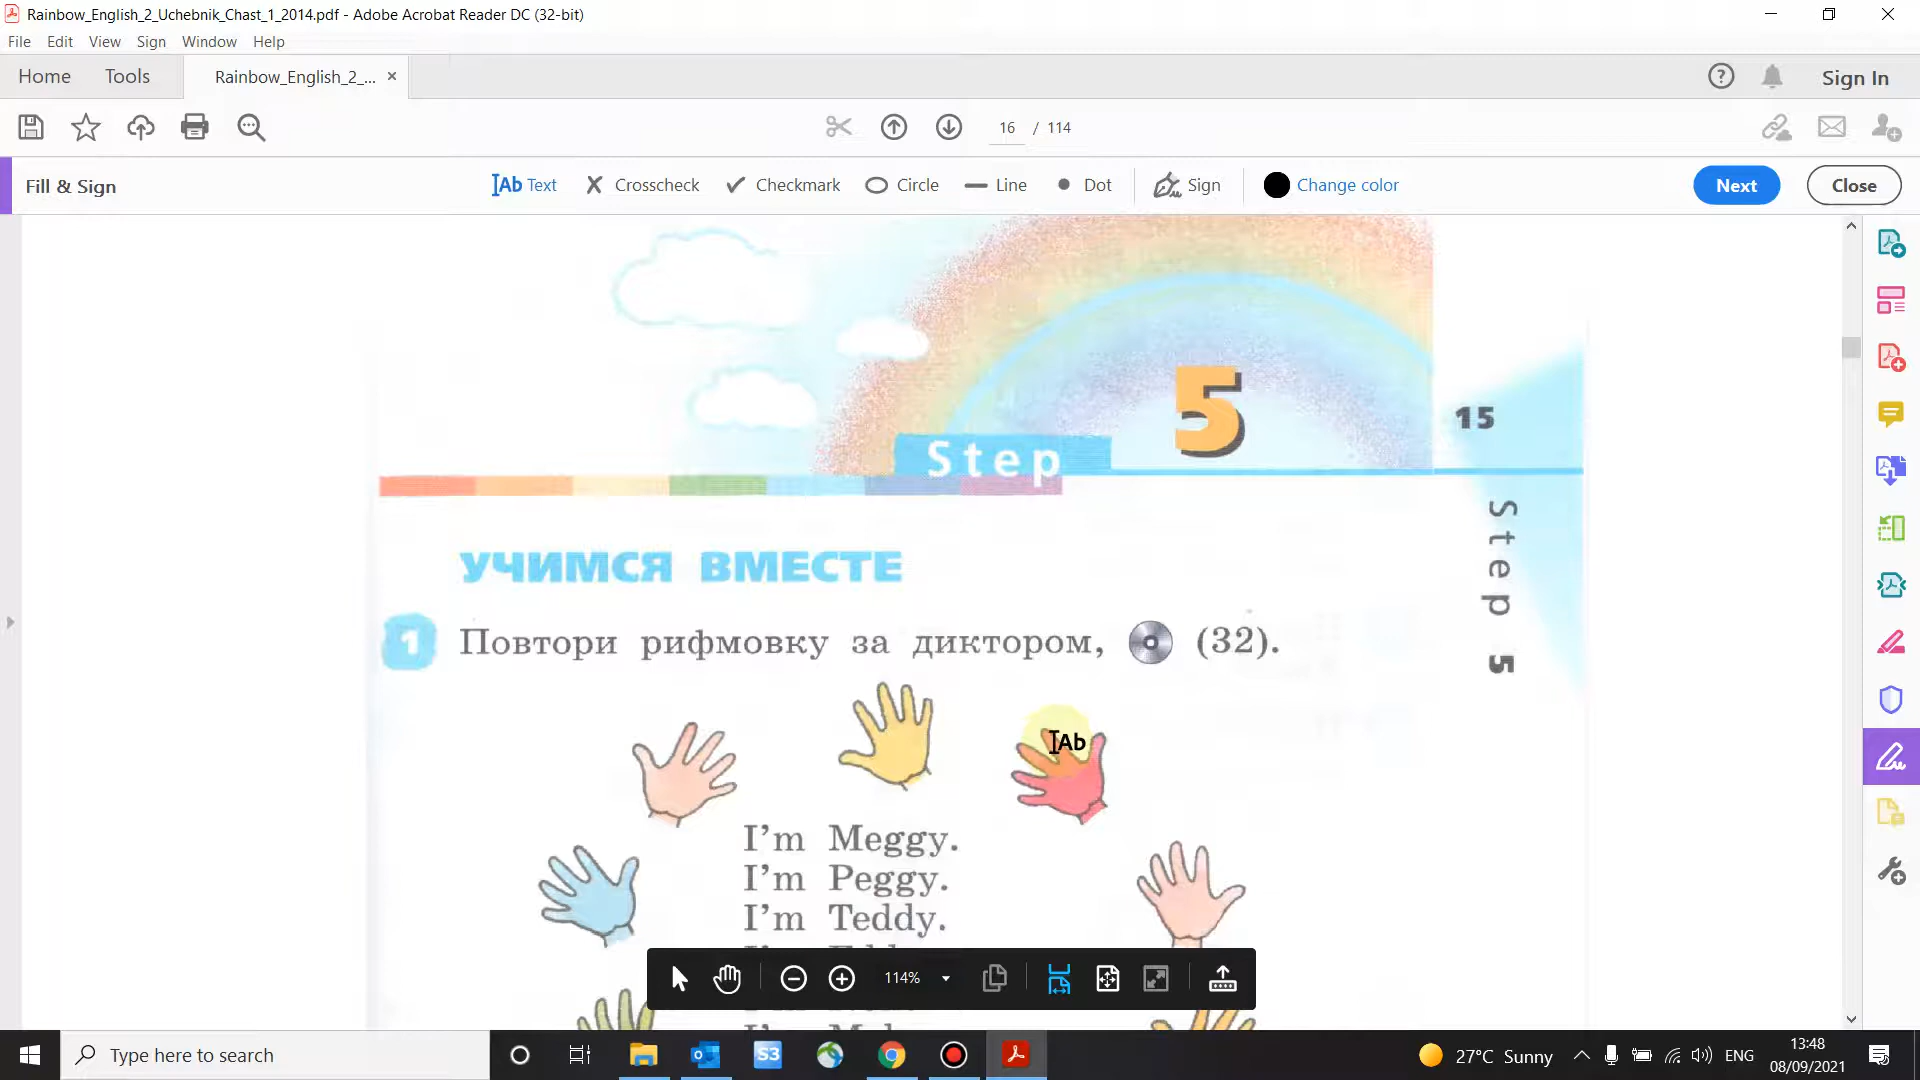 Rainbow_English_2_Uchebnik_Chast_1_2014.pdf - Adobe Acrobat Reader DC (32-bit)
File Edit View Sign Window Help
Home Tools Rainbow_English_2_... × Sign In
16 / 114
Fill & Sign
Ab Text Crosscheck Checkmark Circle Line Dot Sign Change color Next Close
5
15
Step
Step 5
УЧИМСЯ ВМЕСТЕ
1 Повтори рифмовку за диктором, (32).
Ab
I'm Meggy.
I'm Peggy.
I'm Teddy.
114%
Type here to search
S3
27°C Sunny
ENG
13:48
08/09/2021